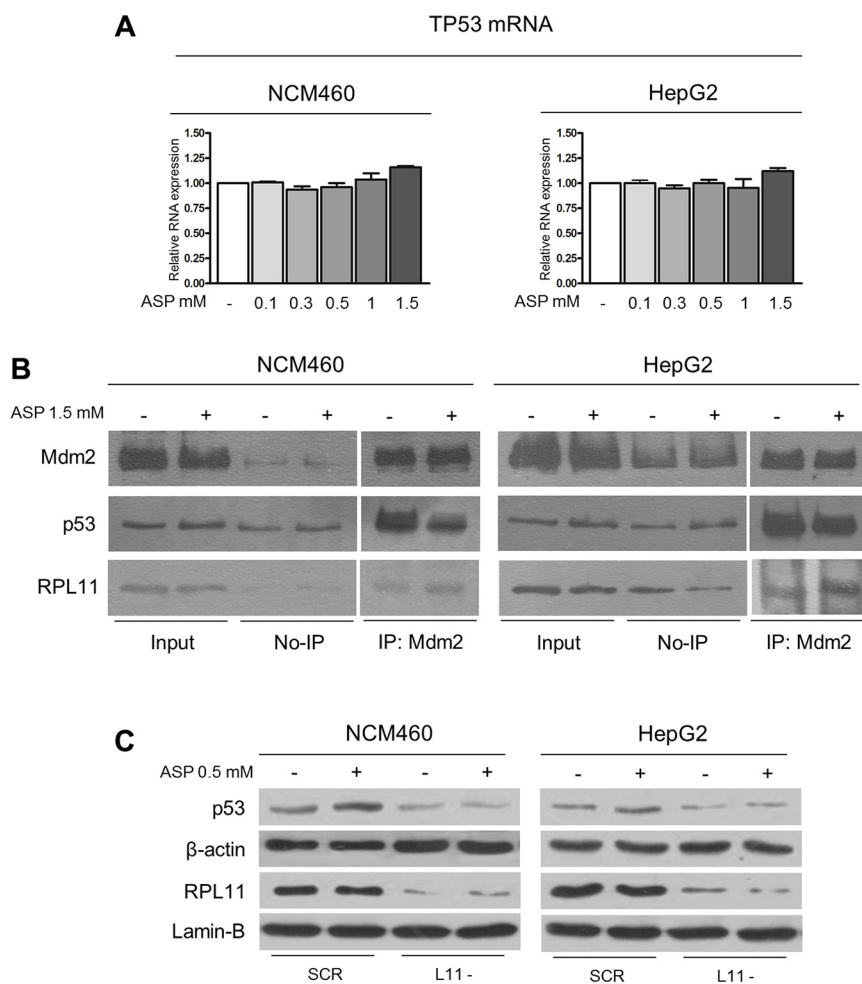 A
TP53 mRNA
NCM460
HepG2
Relative RNA expression
1.50
1.25
1.00
0.75
0.50
0.25
0.00
ASP mM - 0.1 0.3 0.5 1 1.5
Relative RNA expression
1.50
1.25
1.00
0.75
0.50
0.25
0.00
ASP mM - 0.1 0.3 0.5 1 1.5
B
NCM460
HepG2
ASP 1.5 mM - + - + - + - + - + - +
Mdm2
p53
RPL11
Input No-IP IP: Mdm2 Input No-IP IP: Mdm2
C
NCM460
HepG2
ASP 0.5 mM - + - + - + - +
p53
β-actin
RPL11
Lamin-B
SCR L11 - SCR L11 -